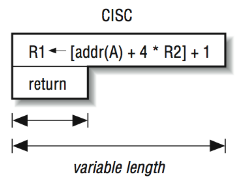 CISC
R1 ← [addr(A) + 4 * R2] + 1
return
variable length